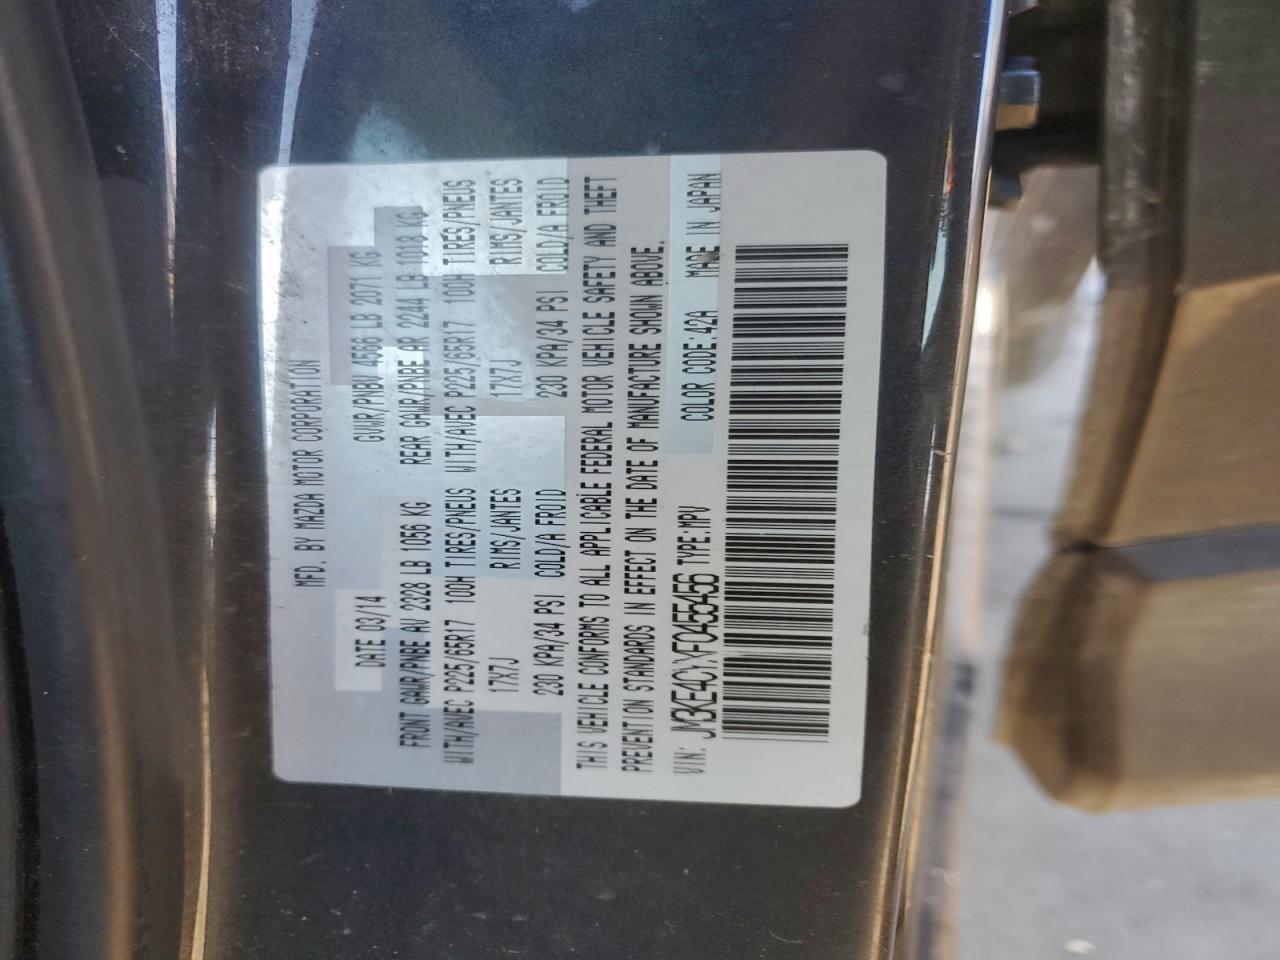 MFD. BY MAZDA MOTOR CORPORATION
DATE 03/14 GVWR/PNBV 4566 LB 2071 KG
FRONT GAWR/PNBE AV 2328 LB 1056 KG REAR GAWR/PNBE AR 2244 LB 1018 KG
WITH/AVEC P225/65R17 100H TIRES/PNEUS WITH/AVEC P225/65R17 100H TIRES/PNEUS
17X7J RIMS/JANTES 17X7J RIMS/JANTES
230 KPA/34 PSI COLD/A FROID 230 KPA/34 PSI COLD/A FROID
THIS VEHICLE CONFORMS TO ALL APPLICABLE FEDERAL MOTOR VEHICLE SAFETY AND THEFT
PREVENTION STANDARDS IN EFFECT ON THE DATE OF MANUFACTURE SHOWN ABOVE.
VIN: JM3KE4CYXF0455456 TYPE:MPV COLOR CODE:42A MADE IN JAPAN